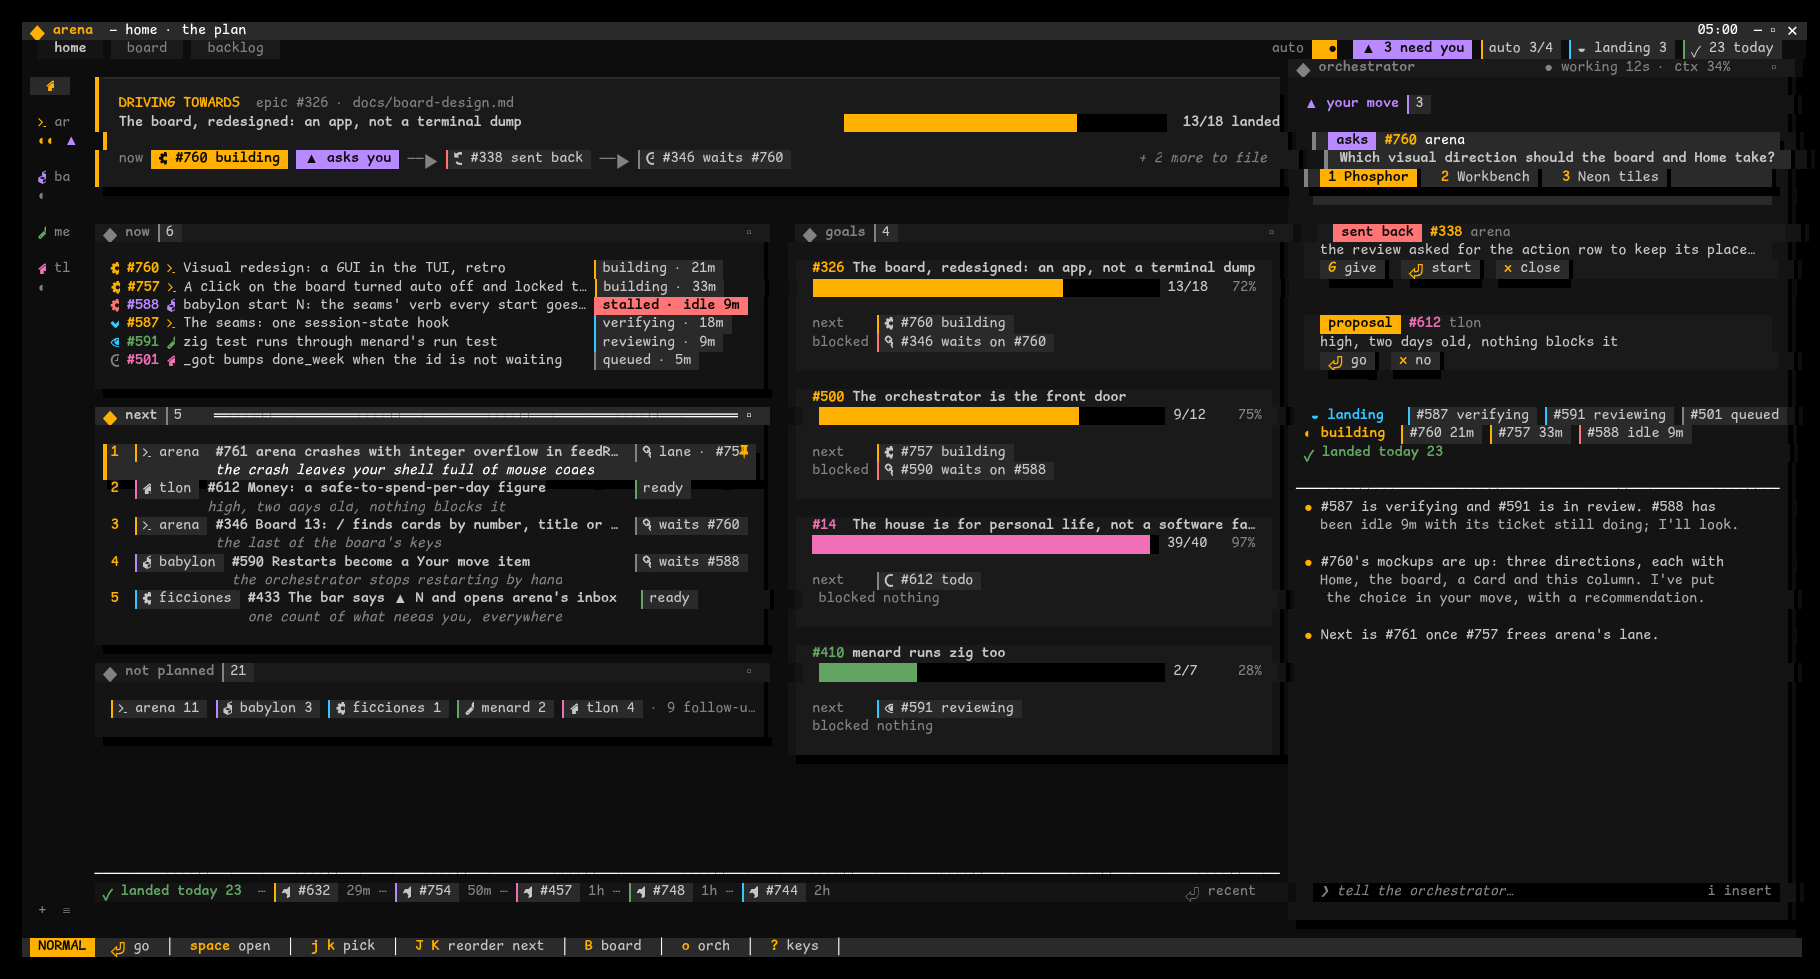 arena — home · the plan 05:00
home board backlog auto ▲ 3 need you auto 3/4 landing 3 ✓ 23 today
orchestrator ● working 12s · ctx 34%
DRIVING TOWARDS epic #326 · docs/board-design.md
The board, redesigned: an app, not a terminal dump 13/18 landed
now #760 building ▲ asks you #338 sent back #346 waits #760 + 2 more to file
ar
ba
me
tl
now 6
#760 Visual redesign: a GUI in the TUI, retro building · 21m
#757 A click on the board turned auto off and locked t… building · 33m
#588 babylon start N: the seams' verb every start goes… stalled · idle 9m
#587 The seams: one session-state hook verifying · 18m
#591 zig test runs through menard's run test reviewing · 9m
#501 _got bumps done_week when the id is not waiting queued · 5m
next 5
1 arena #761 arena crashes with integer overflow in feedR… lane · #757
the crash leaves your shell full of mouse codes
2 tlon #612 Money: a safe-to-spend-per-day figure ready
high, two days old, nothing blocks it
3 arena #346 Board 13: / finds cards by number, title or … waits #760
the last of the board's keys
4 babylon #590 Restarts become a Your move item waits #588
the orchestrator stops restarting by hand
5 ficciones #433 The bar says ▲ N and opens arena's inbox ready
one count of what needs you, everywhere
not planned 21
arena 11 babylon 3 ficciones 1 menard 2 tlon 4 · 9 follow-u…
goals 4
#326 The board, redesigned: an app, not a terminal dump
13/18 72%
next #760 building
blocked #346 waits on #760
#500 The orchestrator is the front door
9/12 75%
next #757 building
blocked #590 waits on #588
#14 The house is for personal life, not a software fa…
39/40 97%
next #612 todo
blocked nothing
#410 menard runs zig too
2/7 28%
next #591 reviewing
blocked nothing
▲ your move 3
asks #760 arena
Which visual direction should the board and Home take?
1 Phosphor 2 Workbench 3 Neon tiles
sent back #338 arena
the review asked for the action row to keep its place…
G give start × close
proposal #612 tlon
high, two days old, nothing blocks it
go × no
landing #587 verifying #591 reviewing #501 queued
building #760 21m #757 33m #588 idle 9m
✓ landed today 23
● #587 is verifying and #591 is in review. #588 has
been idle 9m with its ticket still doing; I'll look.
● #760's mockups are up: three directions, each with
Home, the board, a card and this column. I've put
the choice in your move, with a recommendation.
● Next is #761 once #757 frees arena's lane.
✓ landed today 23 — #632 29m — #754 50m — #457 1h — #748 1h — #744 2h recent
❯ tell the orchestrator… i insert
+ ≡
NORMAL go │ space open │ j k pick │ J K reorder next │ B board │ o orch │ ? keys │